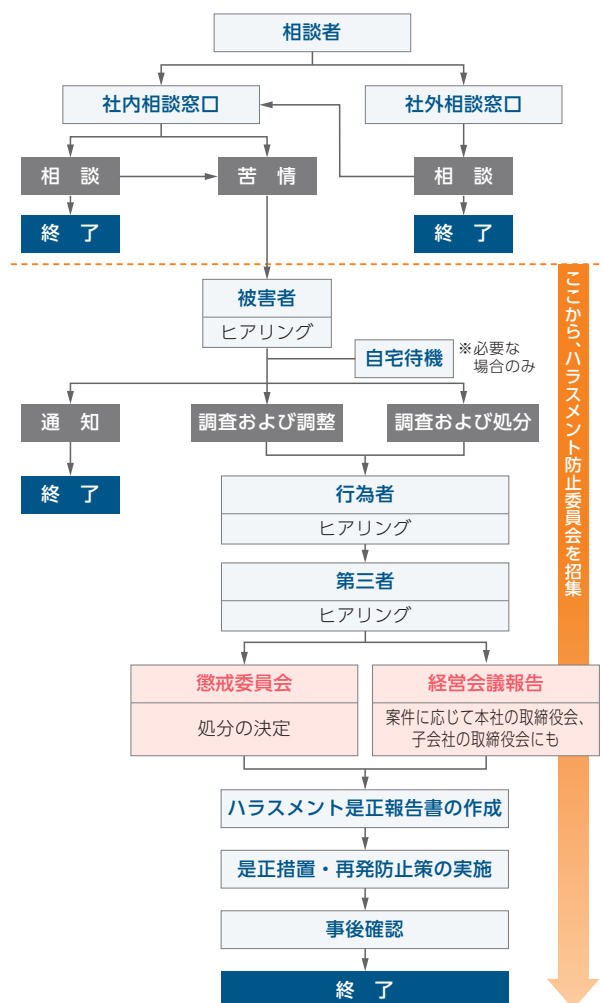 相談者
社内相談窓口
社外相談窓口
相　談
苦　情
相　談
終　了
終　了
ここから、ハラスメント防止委員会を招集
被害者
ヒアリング
自宅待機
※必要な
場合のみ
通　知
調査および調整
調査および処分
終　了
行為者
ヒアリング
第三者
ヒアリング
懲戒委員会
処分の決定
経営会議報告
案件に応じて本社の取締役会、
子会社の取締役会にも
ハラスメント是正報告書の作成
是正措置・再発防止策の実施
事後確認
終　了